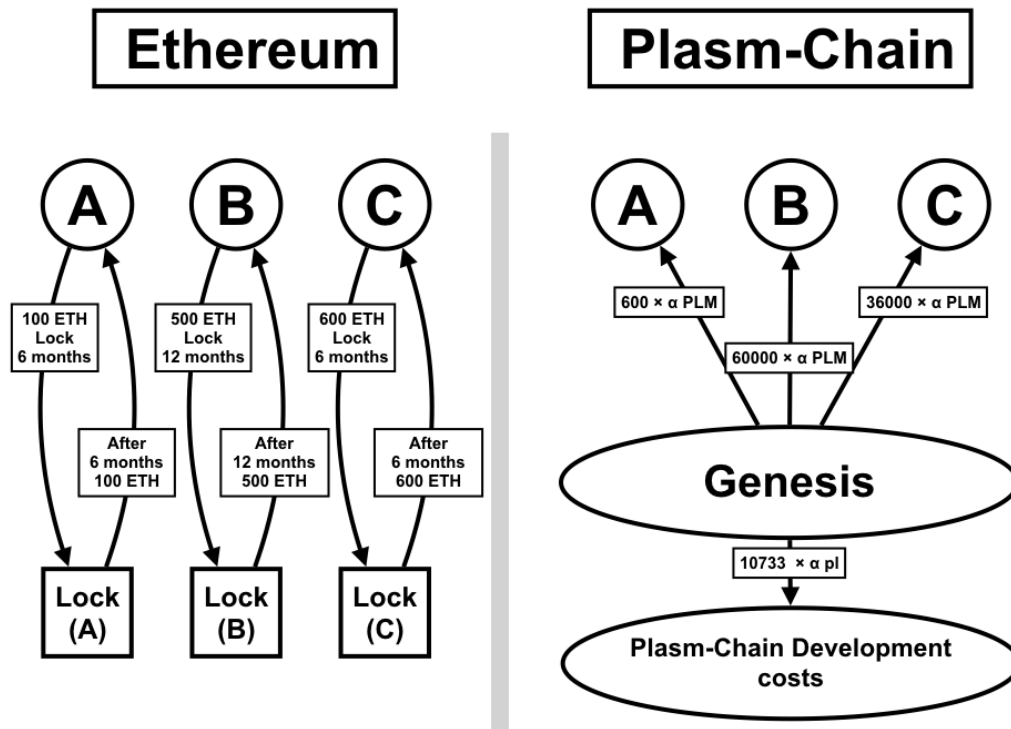 Ethereum
Plasm-Chain
A
B
C
100 ETH
Lock
6 months
500 ETH
Lock
12 months
600 ETH
Lock
6 months
After
6 months
100 ETH
After
12 months
500 ETH
After
6 months
600 ETH
Lock
(A)
Lock
(B)
Lock
(C)
A
B
C
600 × α PLM
36000 × α PLM
60000 × α PLM
Genesis
10733 × α pl
Plasm-Chain Development
costs